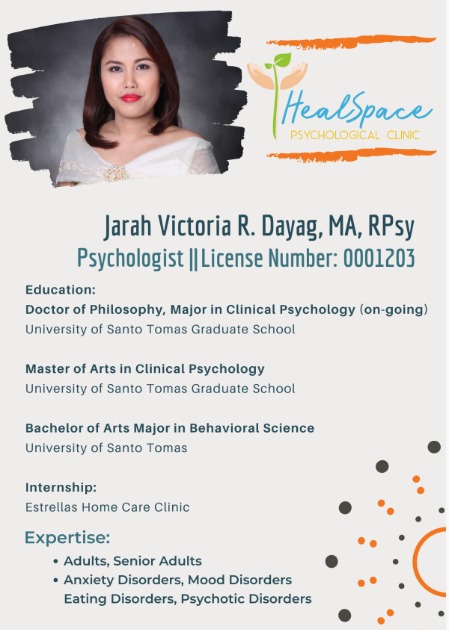 HealSpace
PSYCHOLOGICAL CLINIC
Jarah Victoria R. Dayag, MA, RPsy
Psychologist || License Number: 0001203
Education:
Doctor of Philosophy, Major in Clinical Psychology (on-going)
University of Santo Tomas Graduate School
Master of Arts in Clinical Psychology
University of Santo Tomas Graduate School
Bachelor of Arts Major in Behavioral Science
University of Santo Tomas
Internship:
Estrellas Home Care Clinic
Expertise:
• Adults, Senior Adults
• Anxiety Disorders, Mood Disorders
Eating Disorders, Psychotic Disorders